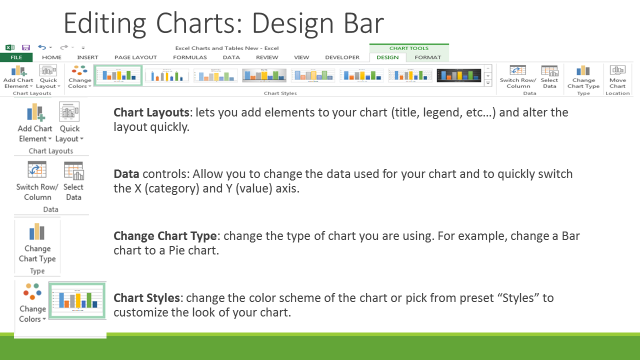 Editing Charts: Design Bar
Excel Charts and Tables New - Excel
CHART TOOLS
FILE HOME INSERT PAGE LAYOUT FORMULAS DATA REVIEW VIEW DEVELOPER DESIGN FORMAT
Add Chart Element Quick Layout Change Colors Switch Row/ Column Select Data Change Chart Type Move Chart
Chart Layouts Chart Styles Data Type Location
Add Chart Element Quick Layout
Chart Layouts
Chart Layouts: lets you add elements to your chart (title, legend, etc…) and alter the
layout quickly.
Switch Row/ Column Select Data
Data
Data controls: Allow you to change the data used for your chart and to quickly switch
the X (category) and Y (value) axis.
Change Chart Type
Type
Change Chart Type: change the type of chart you are using. For example, change a Bar
chart to a Pie chart.
Change Colors
Chart Styles: change the color scheme of the chart or pick from preset “Styles” to
customize the look of your chart.